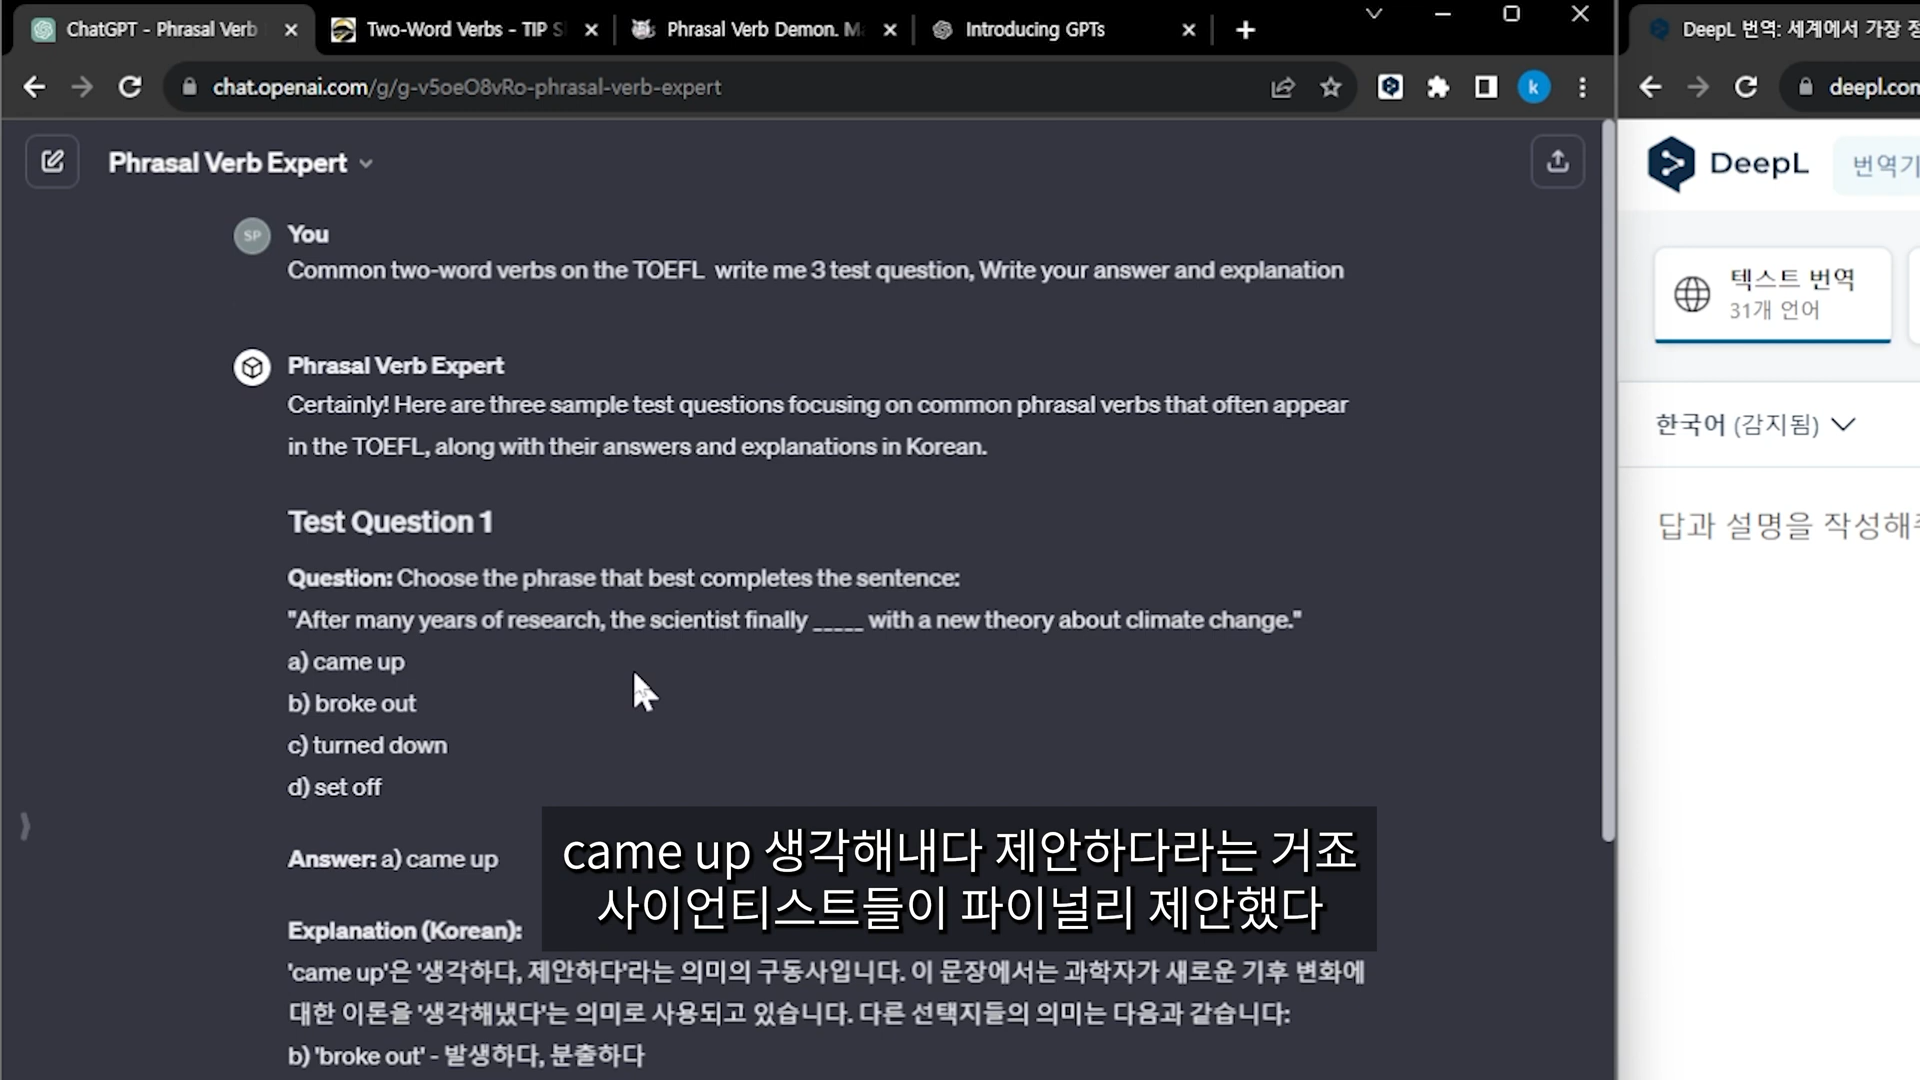 ChatGPT - Phrasal Verb
Two-Word Verbs - TIP S
Phrasal Verb Demon. Ma
Introducing GPTs
DeepL 번역: 세계에서 가장 정
chat.openai.com/g/g-v5oeO8vRo-phrasal-verb-expert
k
deepl.com
Phrasal Verb Expert
DeepL
번역기
SP
You
Common two-word verbs on the TOEFL write me 3 test question, Write your answer and explanation
텍스트 번역
31개 언어
Phrasal Verb Expert
Certainly! Here are three sample test questions focusing on common phrasal verbs that often appear
in the TOEFL, along with their answers and explanations in Korean.
한국어 (감지됨)
Test Question 1
답과 설명을 작성해주
Question: Choose the phrase that best completes the sentence:
"After many years of research, the scientist finally _____ with a new theory about climate change."
a) came up
b) broke out
c) turned down
d) set off
Answer: a) came up
came up 생각해내다 제안하다라는 거죠
사이언티스트들이 파이널리 제안했다
Explanation (Korean):
'came up'은 '생각하다, 제안하다'라는 의미의 구동사입니다. 이 문장에서는 과학자가 새로운 기후 변화에
대한 이론을 '생각해냈다'는 의미로 사용되고 있습니다. 다른 선택지들의 의미는 다음과 같습니다:
b) 'broke out' - 발생하다, 분출하다